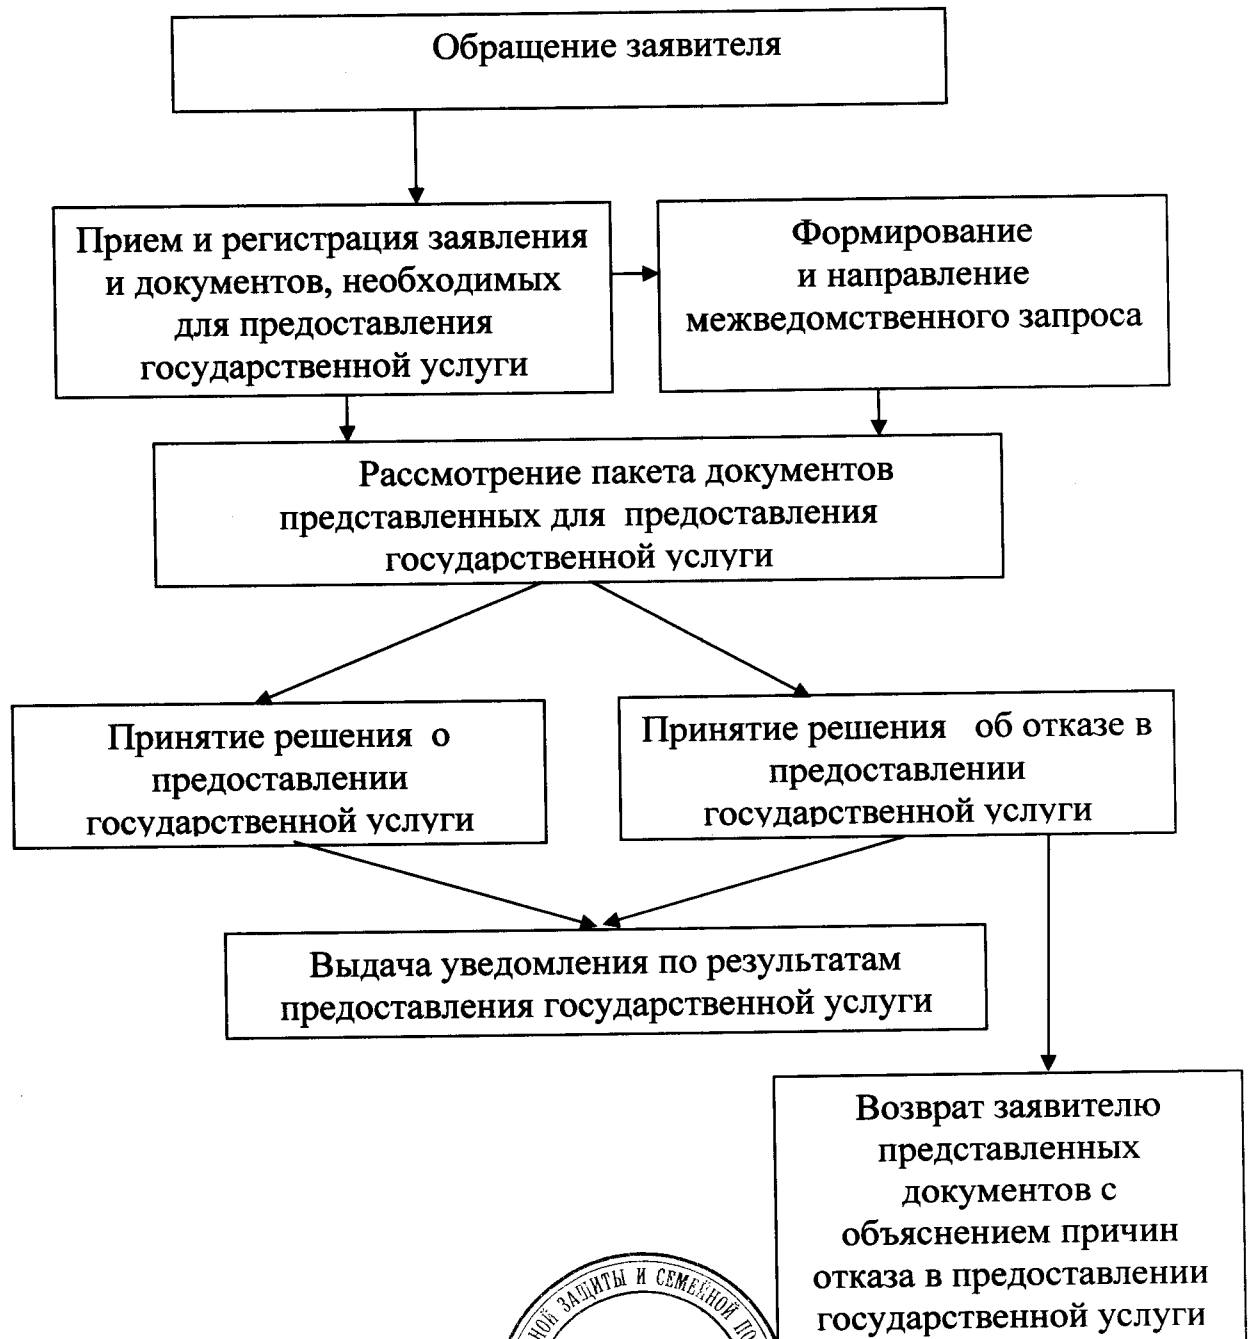 Обращение заявителя
Прием и регистрация заявления
и документов, необходимых
для предоставления
государственной услуги
Формирование
и направление
межведомственного запроса
Рассмотрение пакета документов
представленных для предоставления
государственной услуги
Принятие решения о
предоставлении
государственной услуги
Принятие решения об отказе в
предоставлении
государственной услуги
Выдача уведомления по результатам
предоставления государственной услуги
Возврат заявителю
представленных
документов с
объяснением причин
отказа в предоставлении
государственной услуги
ЗАЩИТЫ И СЕМЕЙНОЙ